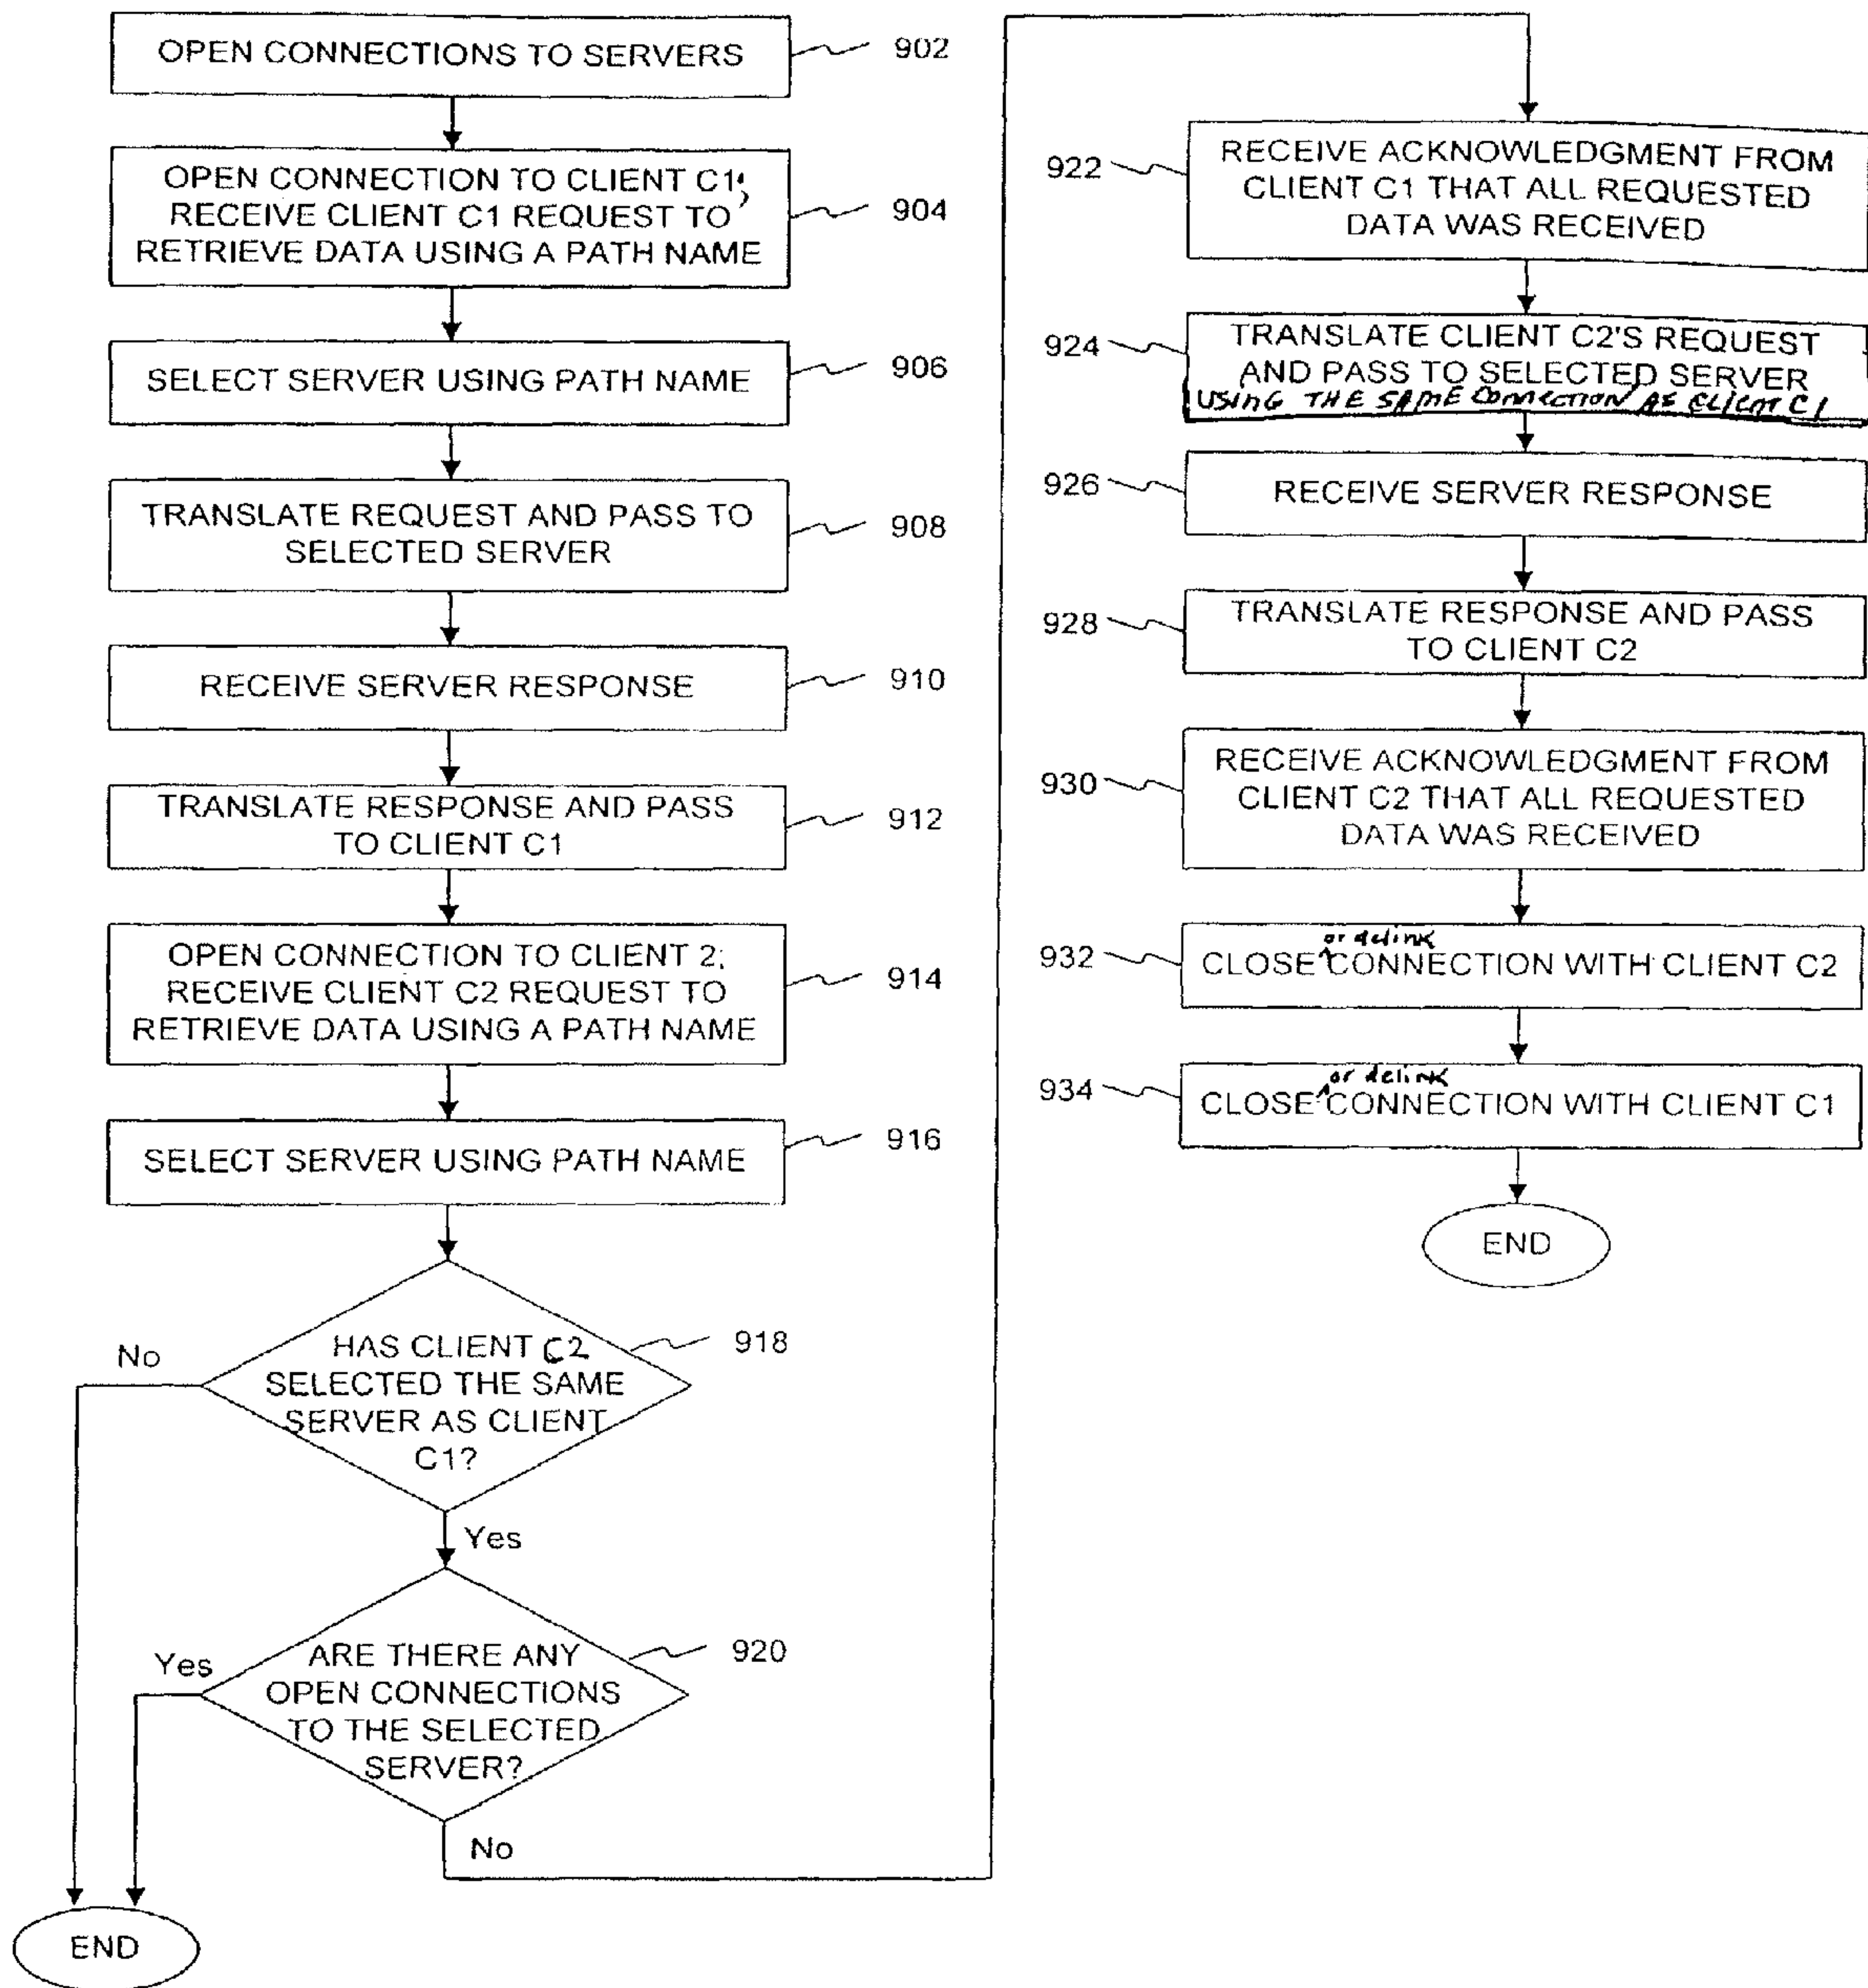 OPEN CONNECTIONS TO SERVERS
902
OPEN CONNECTION TO CLIENT C1;
RECEIVE CLIENT C1 REQUEST TO
RETRIEVE DATA USING A PATH NAME
904
SELECT SERVER USING PATH NAME
906
TRANSLATE REQUEST AND PASS TO
SELECTED SERVER
908
RECEIVE SERVER RESPONSE
910
TRANSLATE RESPONSE AND PASS
TO CLIENT C1
912
OPEN CONNECTION TO CLIENT 2;
RECEIVE CLIENT C2 REQUEST TO
RETRIEVE DATA USING A PATH NAME
914
SELECT SERVER USING PATH NAME
916
HAS CLIENT C2
SELECTED THE SAME
SERVER AS CLIENT
C1?
918
No
Yes
ARE THERE ANY
OPEN CONNECTIONS
TO THE SELECTED
SERVER?
920
Yes
No
END
922
RECEIVE ACKNOWLEDGMENT FROM
CLIENT C1 THAT ALL REQUESTED
DATA WAS RECEIVED
924
TRANSLATE CLIENT C2'S REQUEST
AND PASS TO SELECTED SERVER
USING THE SAME CONNECTION AS CLIENT C1
926
RECEIVE SERVER RESPONSE
928
TRANSLATE RESPONSE AND PASS
TO CLIENT C2
930
RECEIVE ACKNOWLEDGMENT FROM
CLIENT C2 THAT ALL REQUESTED
DATA WAS RECEIVED
932
or delink
CLOSE CONNECTION WITH CLIENT C2
934
or delink
CLOSE CONNECTION WITH CLIENT C1
END